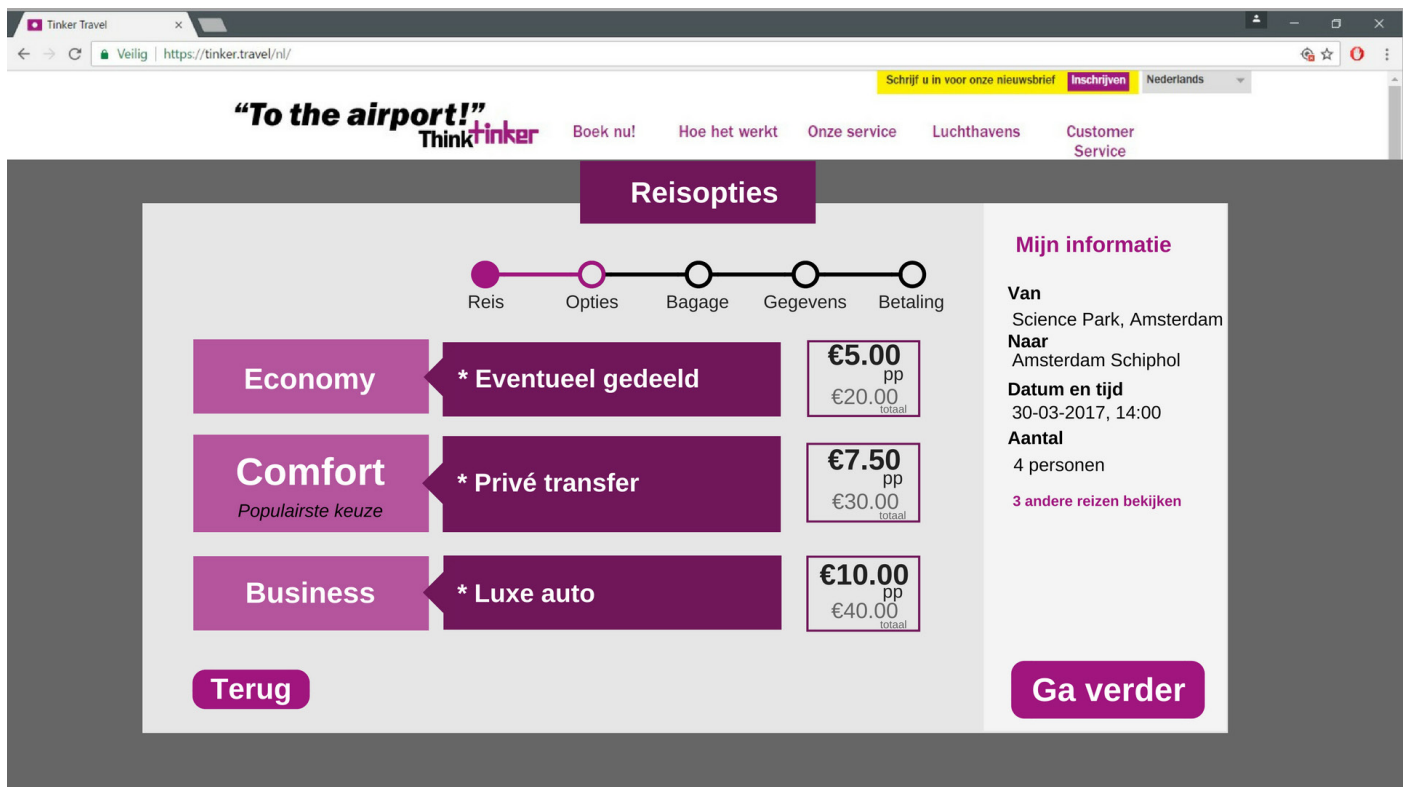 Tinker Travel
Veilig | https://tinker.travel/nl/
Schrijf u in voor onze nieuwsbrief Inschrijven Nederlands
“To the airport!”
Think tinker
Boek nu! Hoe het werkt Onze service Luchthavens Customer Service
Reisopties
Reis Opties Bagage Gegevens Betaling
Economy
* Eventueel gedeeld
€5.00
pp
€20.00
totaal
Comfort
Populairste keuze
* Privé transfer
€7.50
pp
€30.00
totaal
Business
* Luxe auto
€10.00
pp
€40.00
totaal
Terug
Mijn informatie
Van
Science Park, Amsterdam
Naar
Amsterdam Schiphol
Datum en tijd
30-03-2017, 14:00
Aantal
4 personen
3 andere reizen bekijken
Ga verder